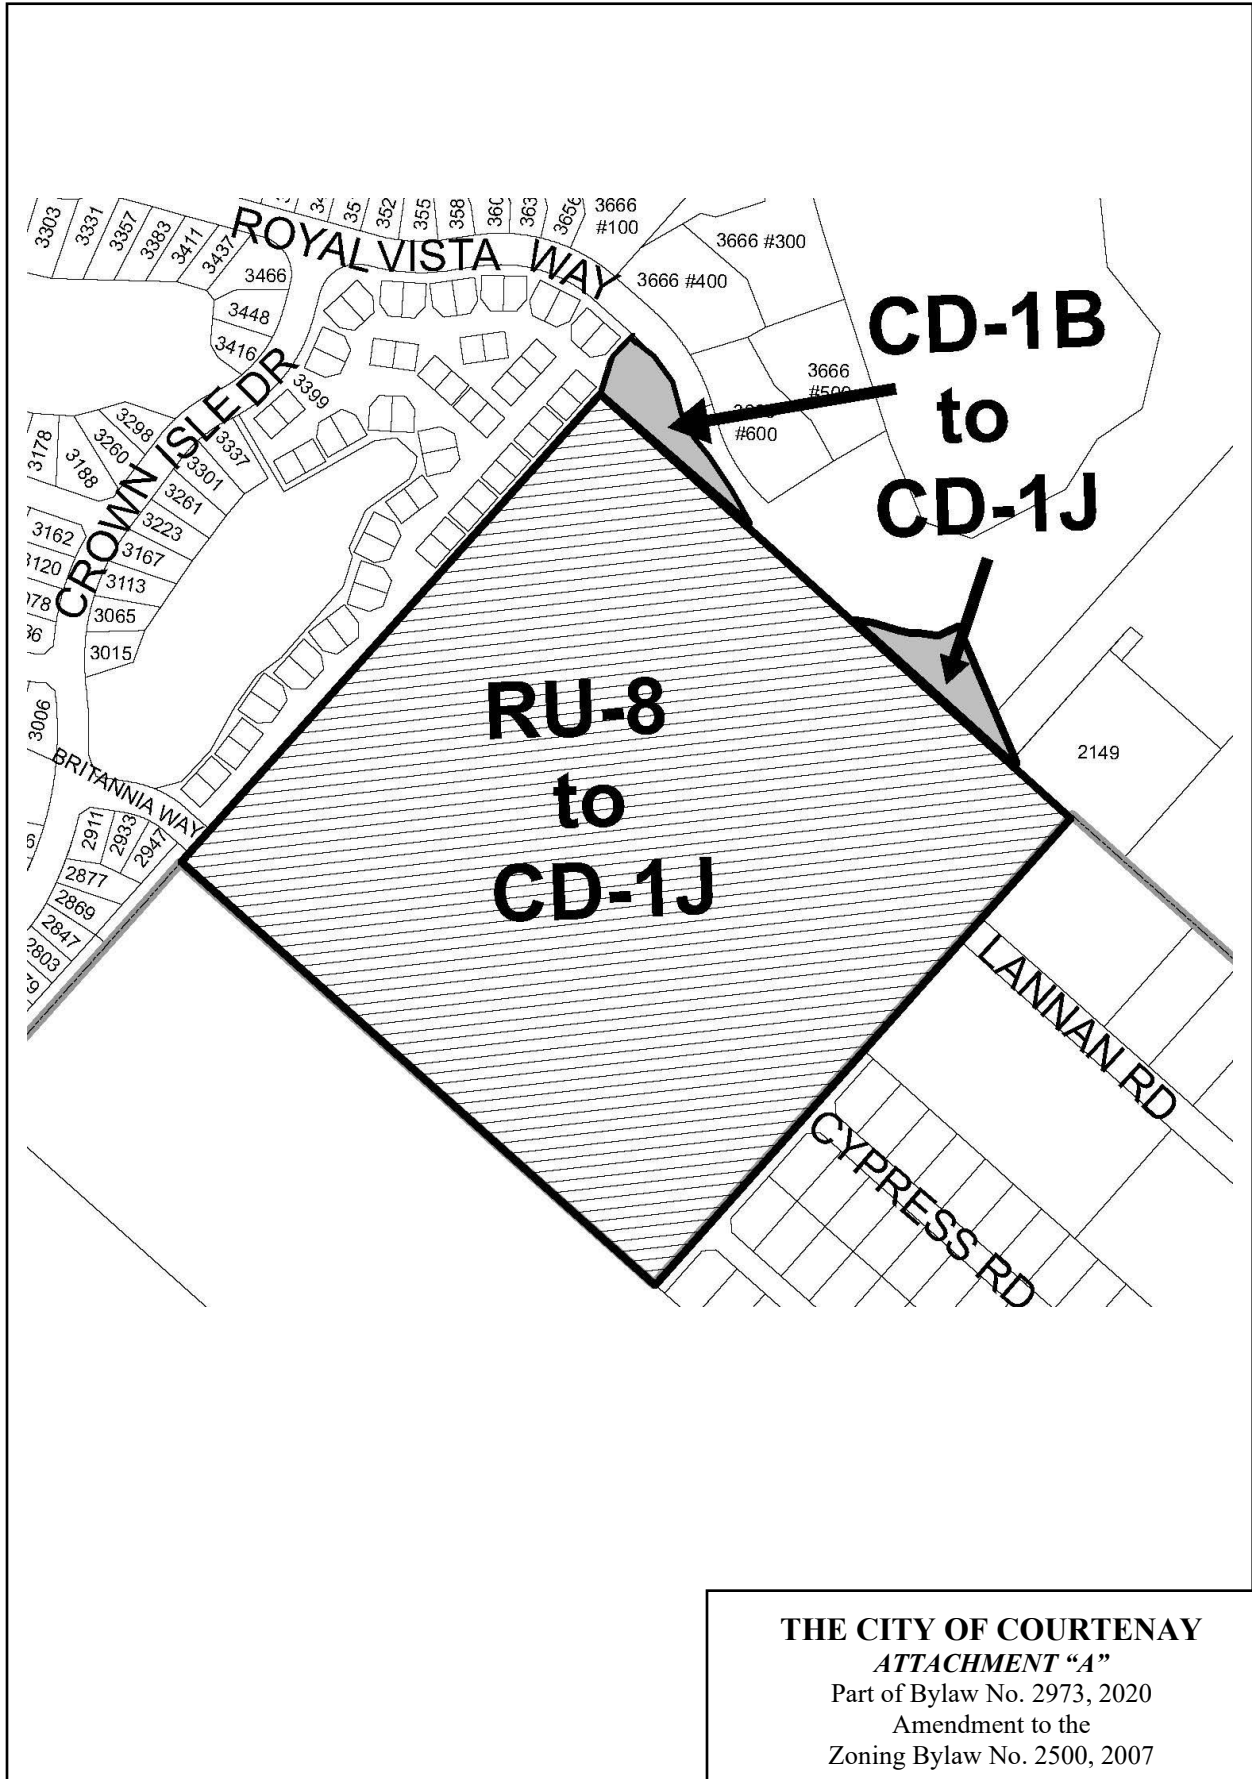 3303
3331
3357
3383
3411
3437
352
355
358
3656
3666
#100
ROYAL VISTA WAY
3666 #300
3666 #400
3466
3448
3416
3399
CD-1B
to
CD-1J
3666
#500
#600
CROWN ISLE DR
3298
3260
3178
3188
3337
3301
3261
3223
3167
3113
3065
3015
3162
3120
3006
BRITANNIA WAY
2911
2933
2947
2877
2869
2847
2803
RU-8
to
CD-1J
2149
LANNAN RD
CYPRESS RD
THE CITY OF COURTENAY
ATTACHMENT “A”
Part of Bylaw No. 2973, 2020
Amendment to the
Zoning Bylaw No. 2500, 2007